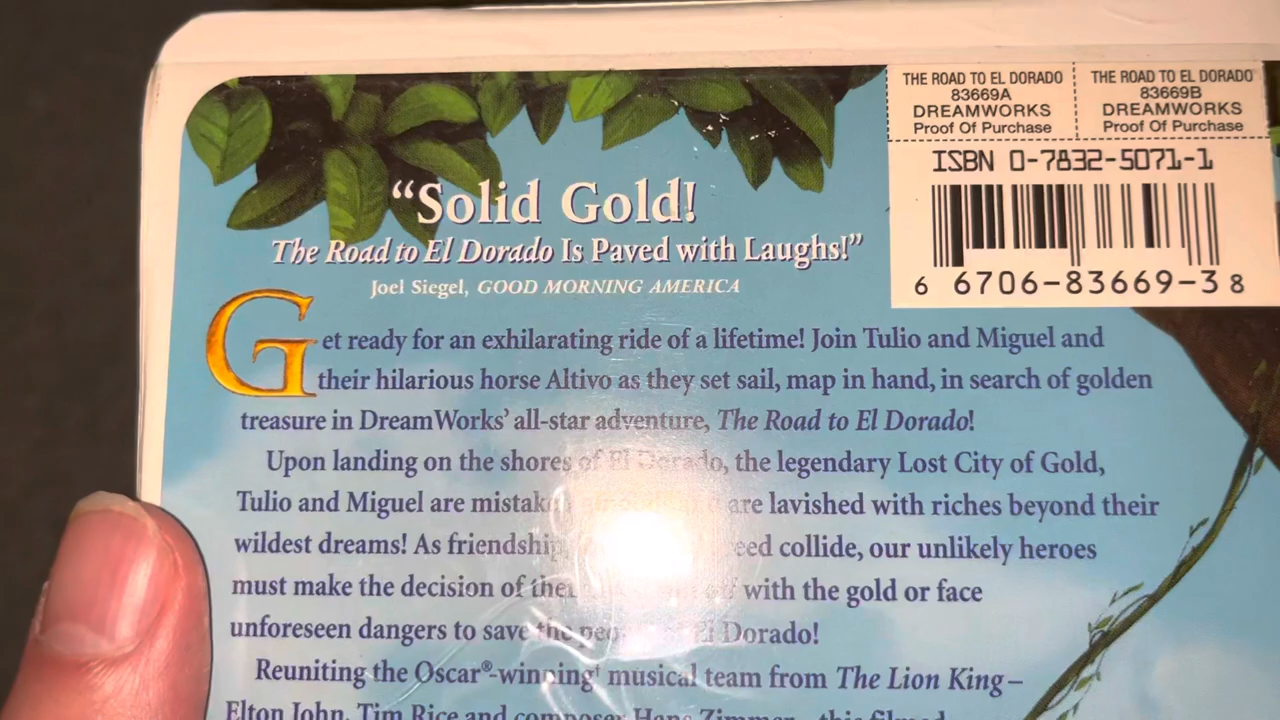 THE ROAD TO EL DORADO
83669A
DREAMWORKS
Proof Of Purchase
THE ROAD TO EL DORADO
83669B
DREAMWORKS
Proof Of Purchase
ISBN 0-7832-5071-1
6 6706-83669-3 8
“Solid Gold!
The Road to El Dorado Is Paved with Laughs!”
Joel Siegel, GOOD MORNING AMERICA
Get ready for an exhilarating ride of a lifetime! Join Tulio and Miguel and
their hilarious horse Altivo as they set sail, map in hand, in search of golden
treasure in DreamWorks’ all-star adventure, The Road to El Dorado!
Upon landing on the shores of El Dorado, the legendary Lost City of Gold,
Tulio and Miguel are are lavished with riches beyond their
wildest dreams! As collide, our unlikely heroes
must make the decision of with the gold or face
unforeseen dangers to save the El Dorado!
Reuniting the Oscar®-winning† musical team from The Lion King–
Elton John, Tim Rice and composer Hans Zimmer – this filmed